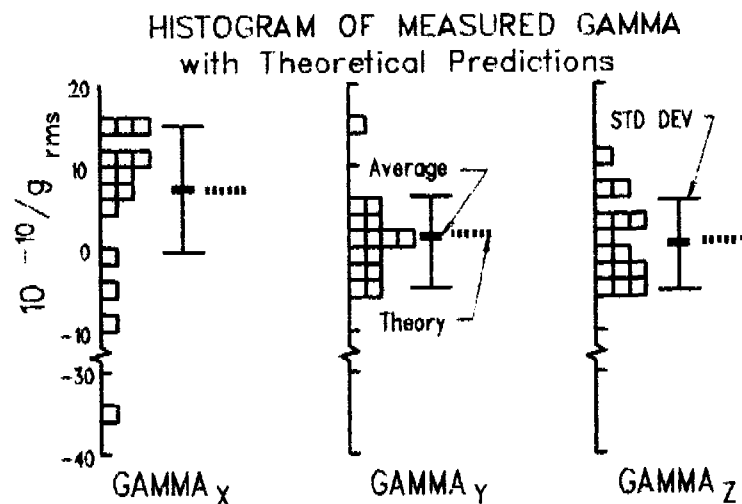 HISTOGRAM OF MEASURED GAMMA
with Theoretical Predictions
10 -10/g rms
20
10
0
-10
-30
-40
Average
Theory
STD DEV
GAMMA X
GAMMA Y
GAMMA Z